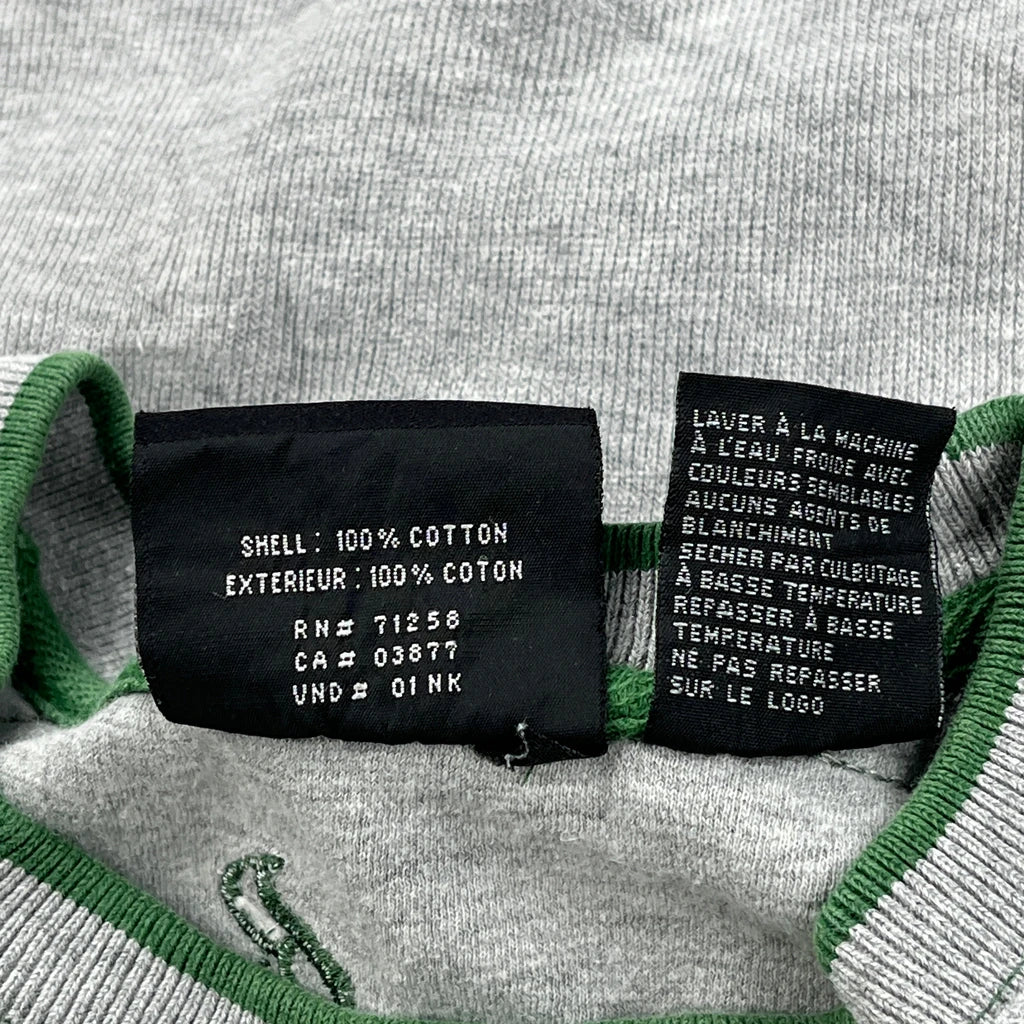 SHELL: 100% COTTON
EXTERIEUR: 100% COTON
RN# 71258
CA# 03877
VND# 01NK
LAVER À LA MACHINE
À L'EAU FROIDE AVEC
COULEURS SEMBLABLES
AUCUNS AGENTS DE
BLANCHIMENT
SECHER PAR CULBUTAGE
À BASSE TEMPERATURE
REPASSER À BASSE
TEMPERATURE
NE PAS REPASSER
SUR LE LOGO